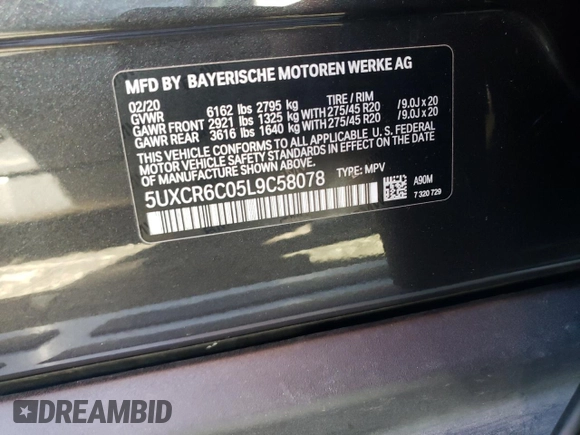 MFD BY BAYERISCHE MOTOREN WERKE AG
02/20 TIRE / RIM
GVWR 6162 lbs 2795 kg
GAWR FRONT 2921 lbs 1325 kg WITH 275/45 R20 / 9.0J x 20
GAWR REAR 3616 lbs 1640 kg WITH 275/45 R20 / 9.0J x 20
THIS VEHICLE CONFORMS TO ALL APPLICABLE U. S. FEDERAL
MOTOR VEHICLE SAFETY STANDARDS IN EFFECT ON THE DATE
OF MANUFACTURE SHOWN ABOVE.
5UXCR6C05L9C58078 TYPE: MPV
A90M
7 320 729
DREAMBID